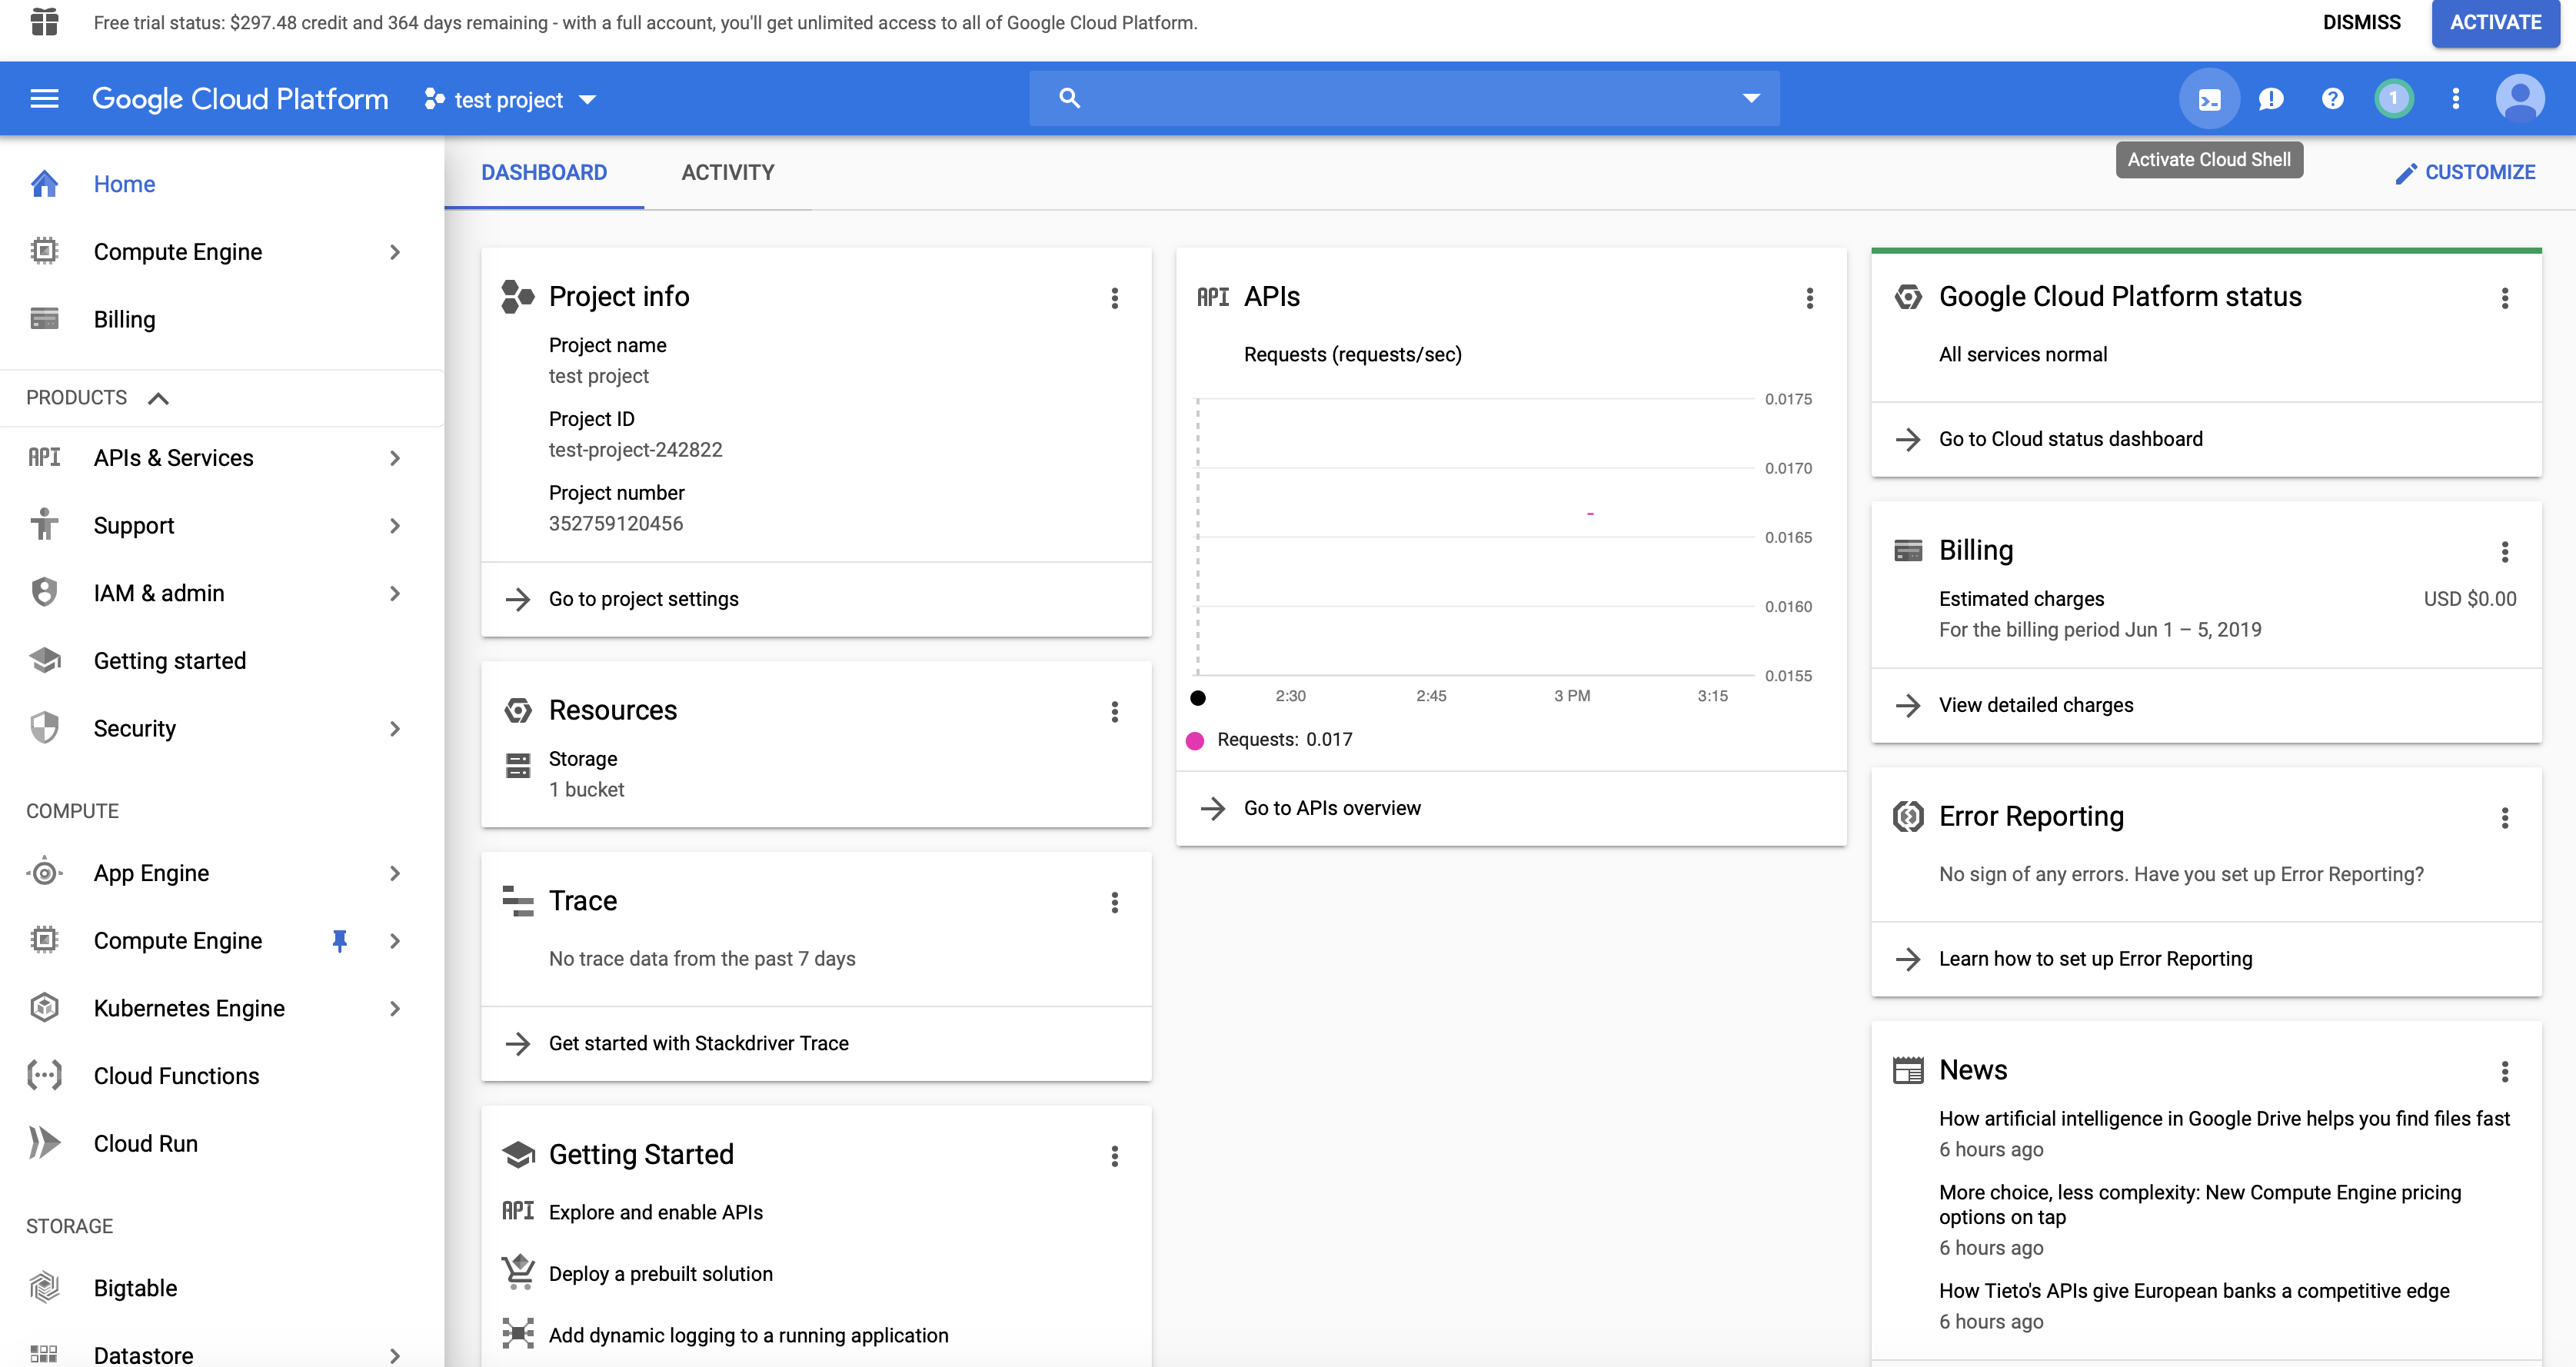 Free trial status: $297.48 credit and 364 days remaining - with a full account, you'll get unlimited access to all of Google Cloud Platform.
DISMISS
ACTIVATE
Google Cloud Platform
test project
1
Activate Cloud Shell
Home
Compute Engine
Billing
PRODUCTS
API APIs & Services
Support
IAM & admin
Getting started
Security
COMPUTE
App Engine
Compute Engine
Kubernetes Engine
Cloud Functions
Cloud Run
STORAGE
Bigtable
Datastore
DASHBOARD
ACTIVITY
CUSTOMIZE
Project info
Project name
test project
Project ID
test-project-242822
Project number
352759120456
Go to project settings
Resources
Storage
1 bucket
Trace
No trace data from the past 7 days
Get started with Stackdriver Trace
Getting Started
API Explore and enable APIs
Deploy a prebuilt solution
Add dynamic logging to a running application
API APIs
Requests (requests/sec)
0.0175
0.0170
0.0165
0.0160
0.0155
2:30 2:45 3 PM 3:15
Requests: 0.017
Go to APIs overview
Google Cloud Platform status
All services normal
Go to Cloud status dashboard
Billing
Estimated charges USD $0.00
For the billing period Jun 1 – 5, 2019
View detailed charges
Error Reporting
No sign of any errors. Have you set up Error Reporting?
Learn how to set up Error Reporting
News
How artificial intelligence in Google Drive helps you find files fast
6 hours ago
More choice, less complexity: New Compute Engine pricing
options on tap
6 hours ago
How Tieto's APIs give European banks a competitive edge
6 hours ago